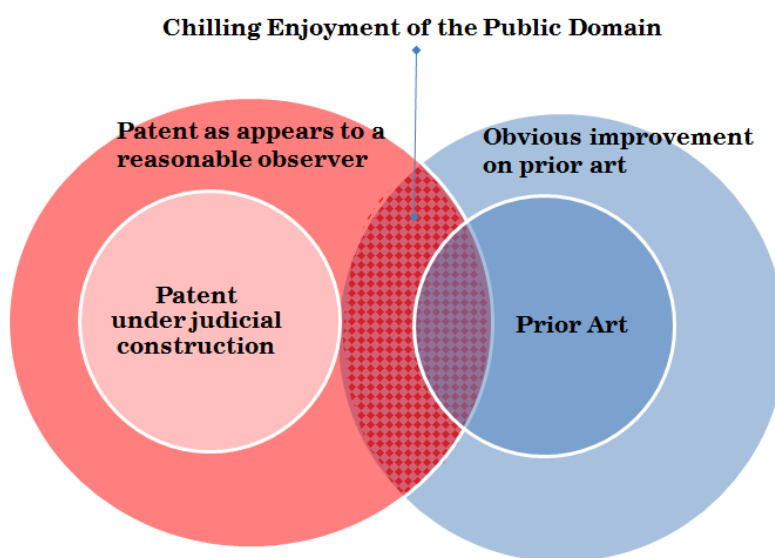 Chilling Enjoyment of the Public Domain
Patent as appears to a
reasonable observer
Obvious improvement
on prior art
Patent
under judicial
construction
Prior Art